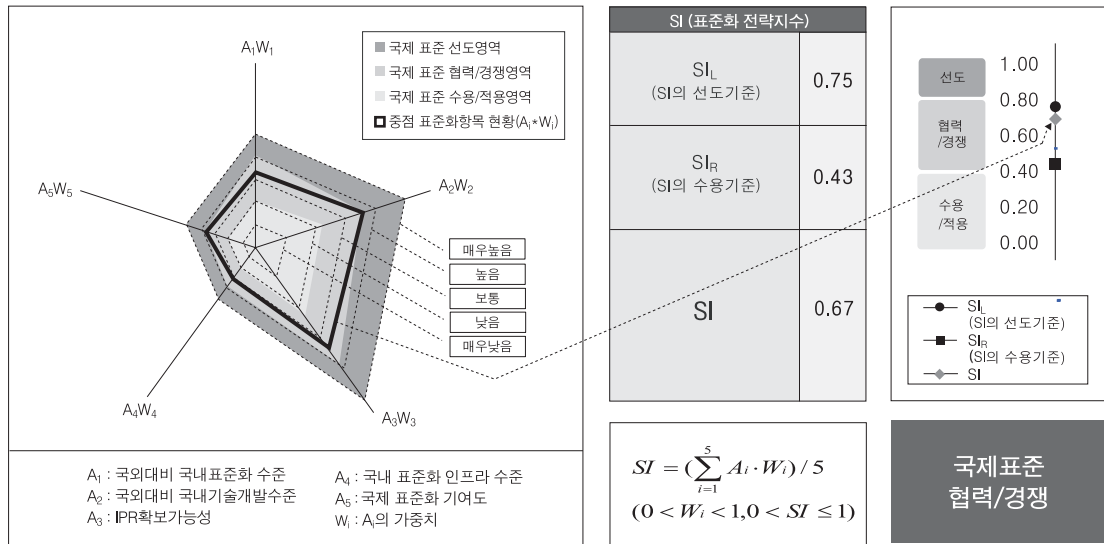 A₁W₁
A₂W₂
A₃W₃
A₄W₄
A₅W₅
■ 국제 표준 선도영역
■ 국제 표준 협력/경쟁영역
■ 국제 표준 수용/적용영역
중점 표준화항목 현황(Aᵢ*Wᵢ)
매우높음
높음
보통
낮음
매우낮음
A₁ : 국외대비 국내표준화 수준
A₂ : 국외대비 국내기술개발수준
A₃ : IPR확보가능성
A₄ : 국내 표준화 인프라 수준
A₅ : 국제 표준화 기여도
Wᵢ : Aᵢ의 가중치
SI (표준화 전략지수)
SI_L
(SI의 선도기준)
0.75
SI_R
(SI의 수용기준)
0.43
SI
0.67
SI = (∑ᵢ₌₁⁵ Aᵢ · Wᵢ) / 5
(0 < Wᵢ < 1,0 < SI ≤ 1)
선도
협력
/경쟁
수용
/적용
1.00
0.80
0.60
0.40
0.20
0.00
SI_L
(SI의 선도기준)
SI_R
(SI의 수용기준)
SI
국제표준
협력/경쟁